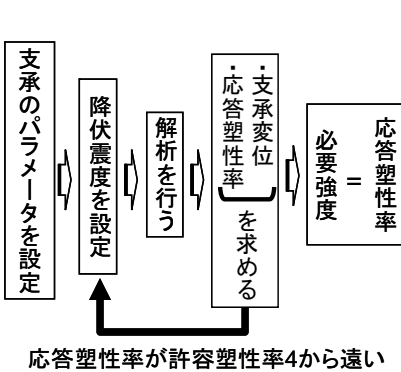 支承のパラメータを設定
降伏震度を設定
解析を行う
・支承変位
・応答塑性率
を求める
応答塑性率
=
必要強度
応答塑性率が許容塑性率4から遠い